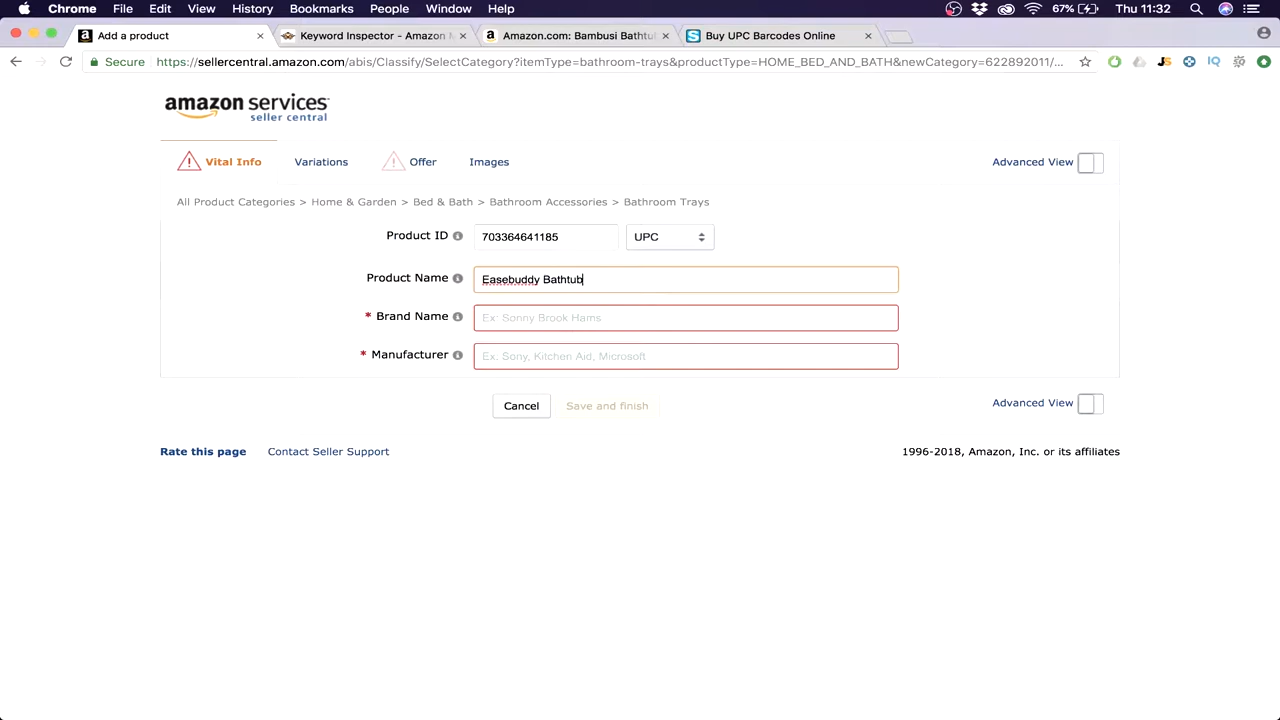 Chrome File Edit View History Bookmarks People Window Help 67% Thu 11:32
Add a product Keyword Inspector - Amazon M Amazon.com: Bambusi Bathtub Buy UPC Barcodes Online
Secure https://sellercentral.amazon.com/abis/Classify/SelectCategory?itemType=bathroom-trays&productType=HOME_BED_AND_BATH&newCategory=622892011/...
amazon services
seller central
Vital Info Variations Offer Images Advanced View
All Product Categories > Home & Garden > Bed & Bath > Bathroom Accessories > Bathroom Trays
Product ID 703364641185 UPC
Product Name Easebuddy Bathtub
* Brand Name Ex: Sonny Brook Hams
* Manufacturer Ex. Sony, Kitchen Aid, Microsoft
Cancel Save and finish Advanced View
Rate this page Contact Seller Support 1996-2018, Amazon, Inc. or its affiliates